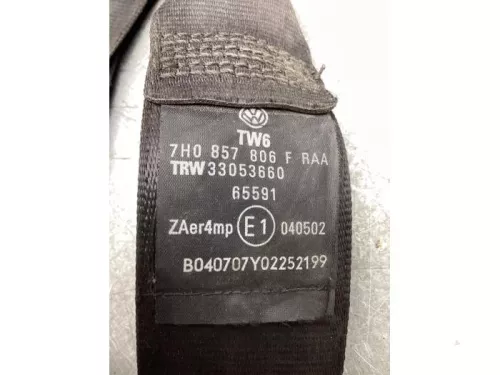 TW6
7H0 857 806 F RAA
TRW 33053660
65591
ZAer4mp E1 040502
B040707Y02252199